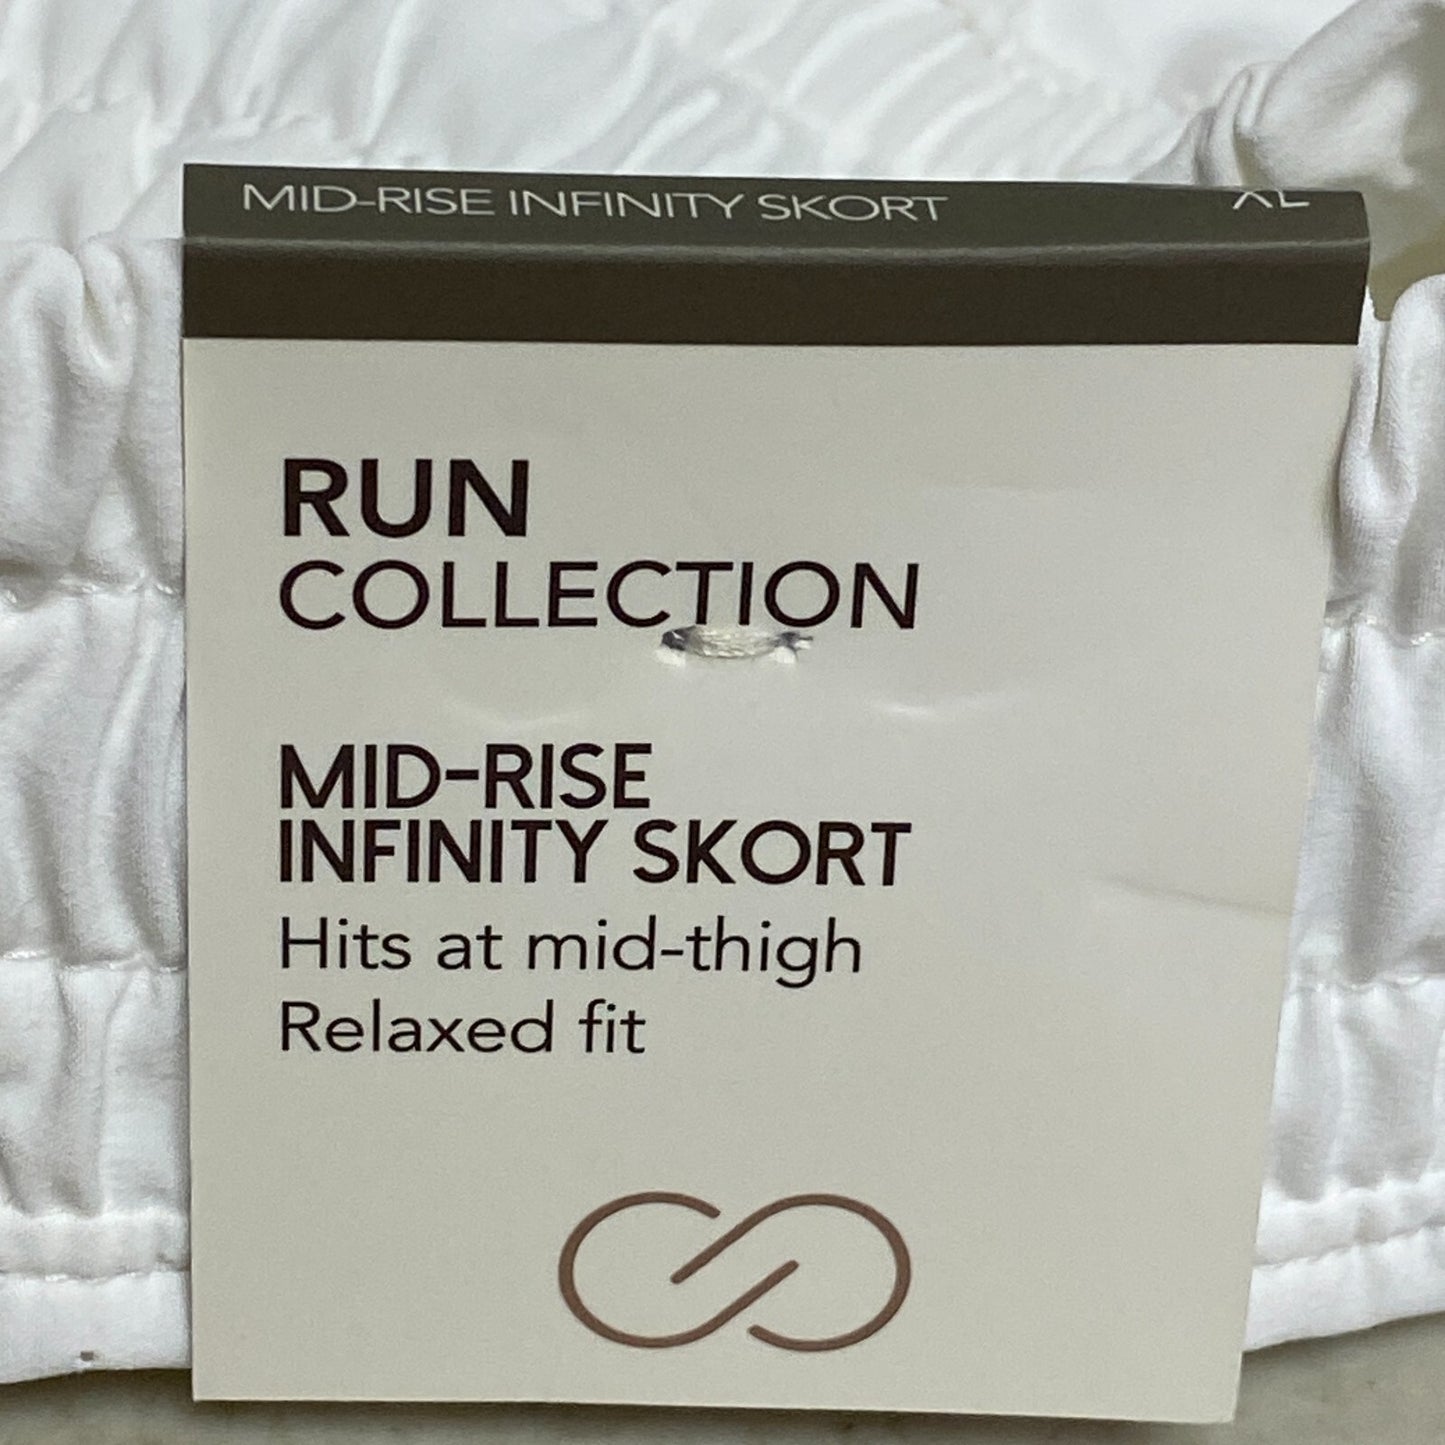 MID-RISE INFINITY SKORT XL
RUN
COLLECTION
MID-RISE
INFINITY SKORT
Hits at mid-thigh
Relaxed fit